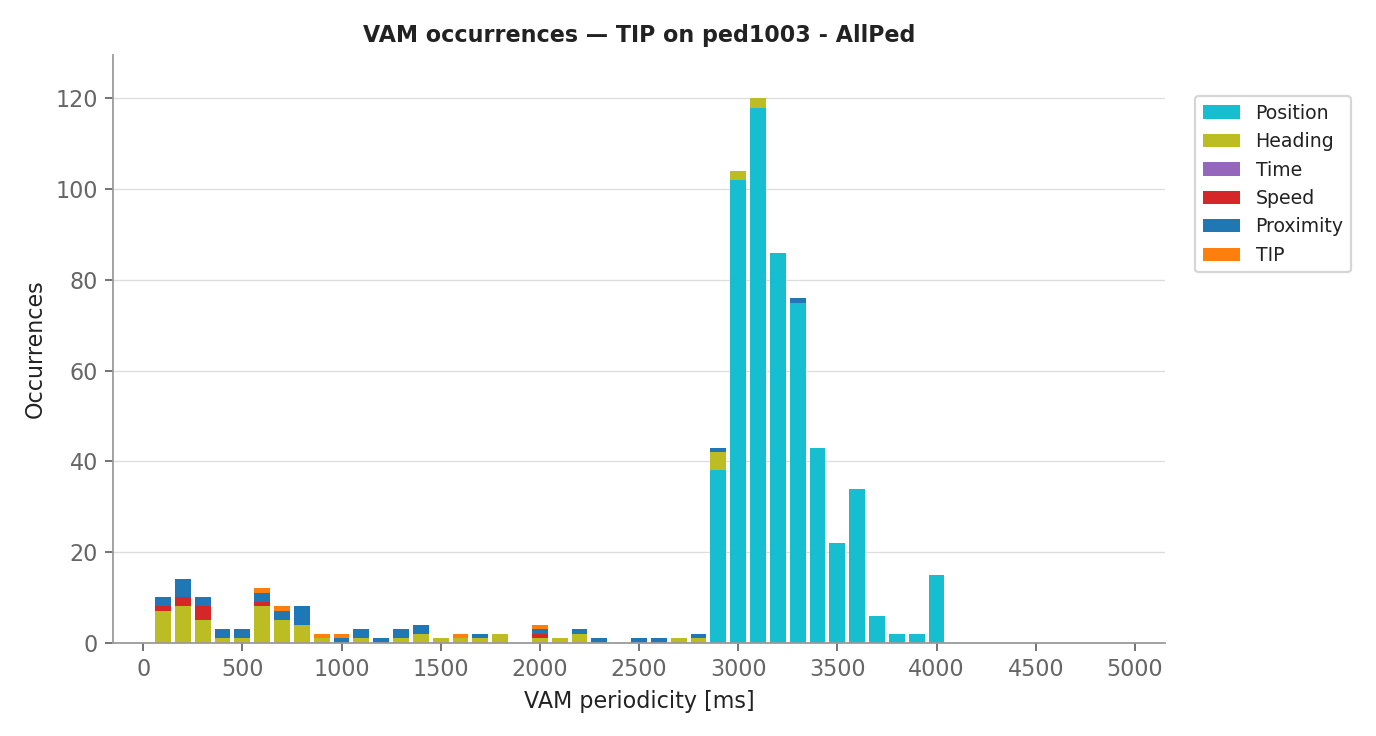 VAM occurrences — TIP on ped1003 - AllPed
120
100
80
60
40
20
0
Occurrences
0 500 1000 1500 2000 2500 3000 3500 4000 4500 5000
VAM periodicity [ms]
Position
Heading
Time
Speed
Proximity
TIP